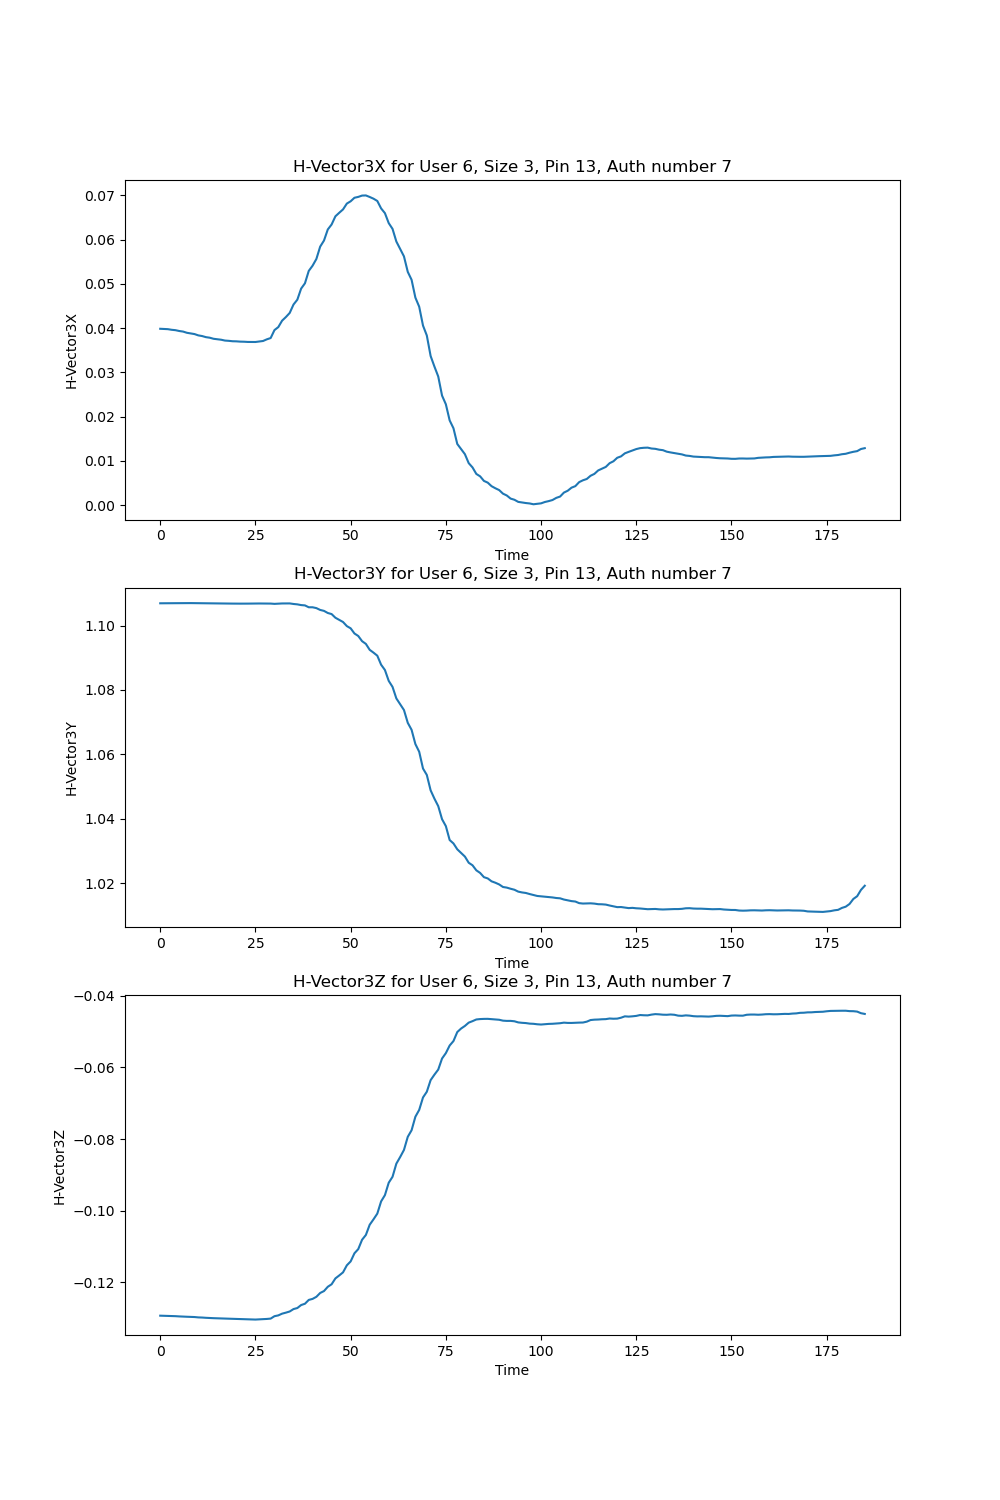 H-Vector3X for User 6, Size 3, Pin 13, Auth number 7
0.07
0.06
0.05
0.04
0.03
0.02
0.01
0.00
H-Vector3X
0 25 50 75 100 125 150 175
Time
H-Vector3Y for User 6, Size 3, Pin 13, Auth number 7
1.10
1.08
1.06
1.04
1.02
H-Vector3Y
0 25 50 75 100 125 150 175
Time
H-Vector3Z for User 6, Size 3, Pin 13, Auth number 7
−0.04
−0.06
−0.08
−0.10
−0.12
H-Vector3Z
0 25 50 75 100 125 150 175
Time